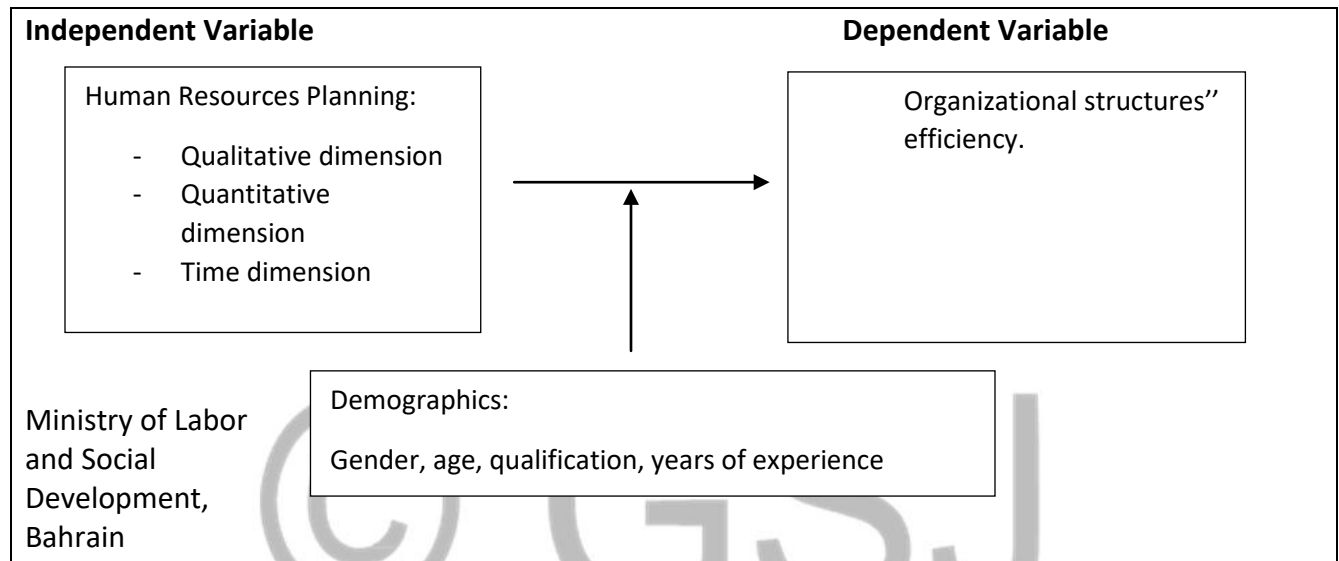 Independent Variable
Dependent Variable
Human Resources Planning:
- Qualitative dimension
- Quantitative
dimension
- Time dimension
Organizational structures’’
efficiency.
Demographics:
Gender, age, qualification, years of experience
Ministry of Labor
and Social
Development,
Bahrain
© GSJ